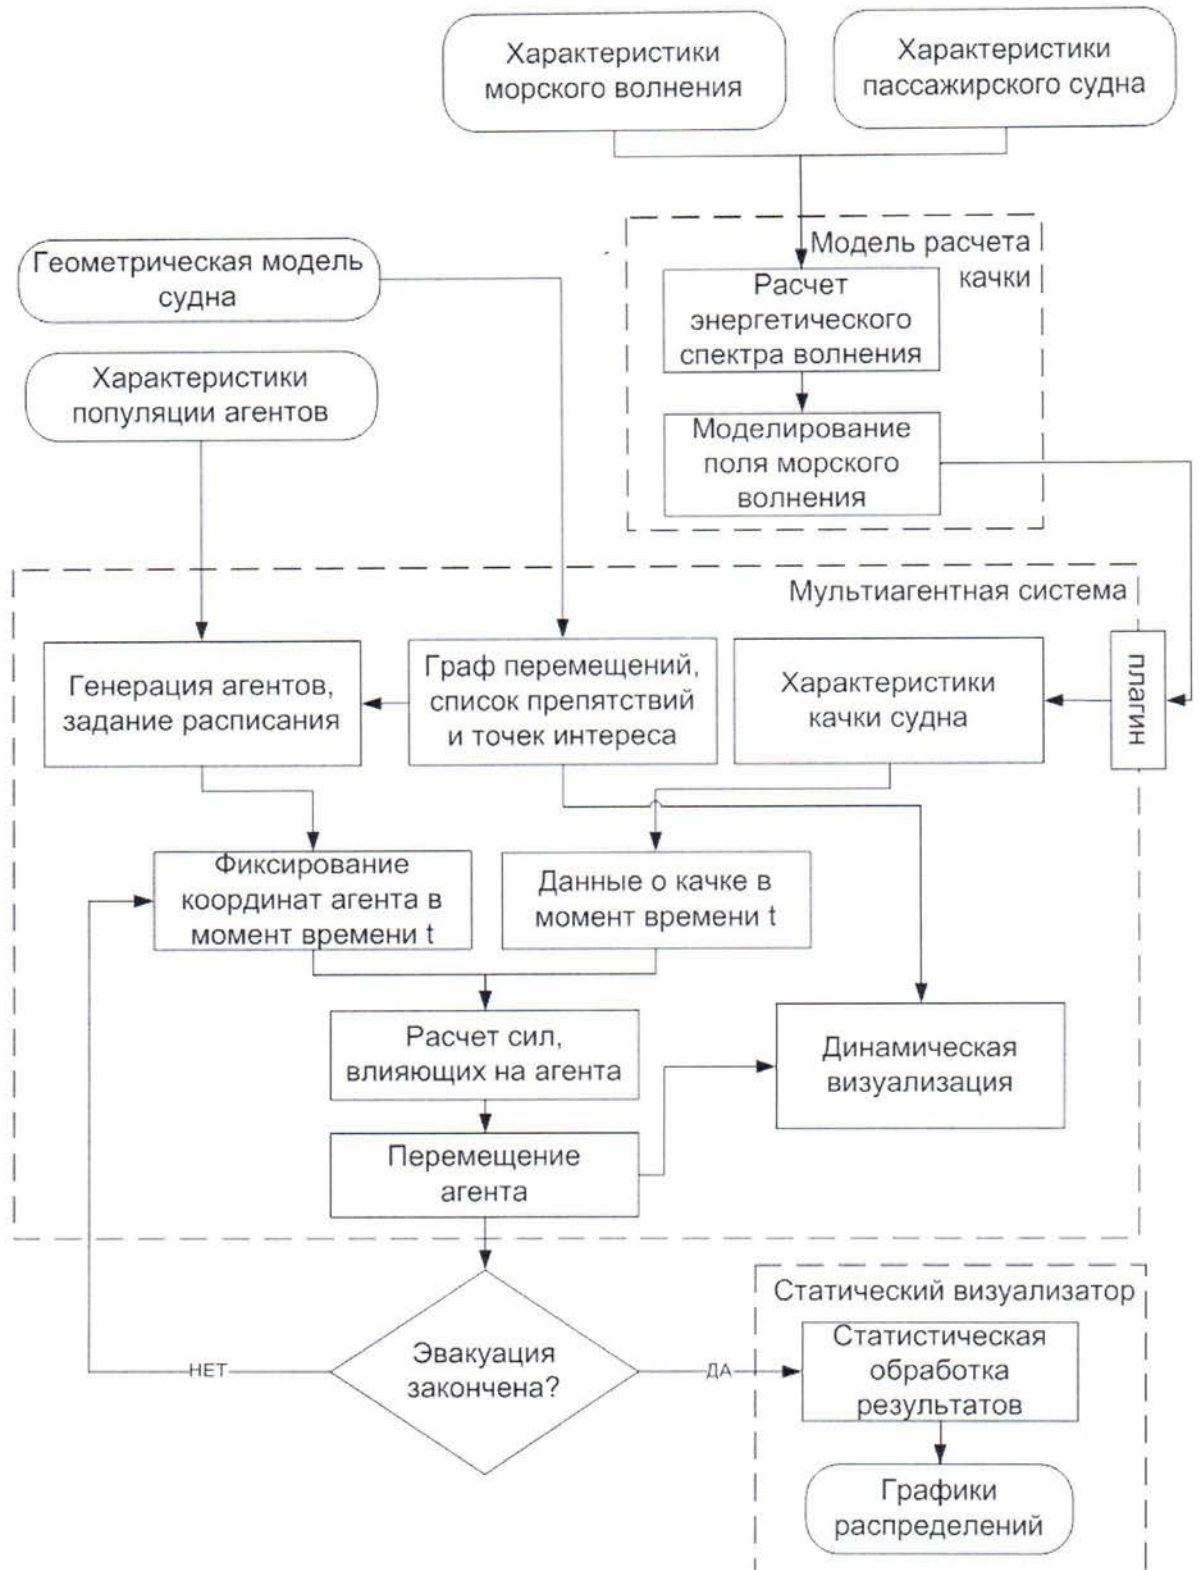 Характеристики
морского волнения
Характеристики
пассажирского судна
Модель расчета
качки
Геометрическая модель
судна
Расчет
энергетического
спектра волнения
Характеристики
популяции агентов
Моделирование
поля морского
волнения
Мультиагентная система
Генерация агентов,
задание расписания
Граф перемещений,
список препятствий
и точек интереса
Характеристики
качки судна
плагин
Фиксирование
координат агента в
момент времени t
Данные о качке в
момент времени t
Расчет сил,
влияющих на агента
Динамическая
визуализация
Перемещение
агента
Статический визуализатор
Эвакуация
закончена?
НЕТ
ДА
Статистическая
обработка
результатов
Графики
распределений